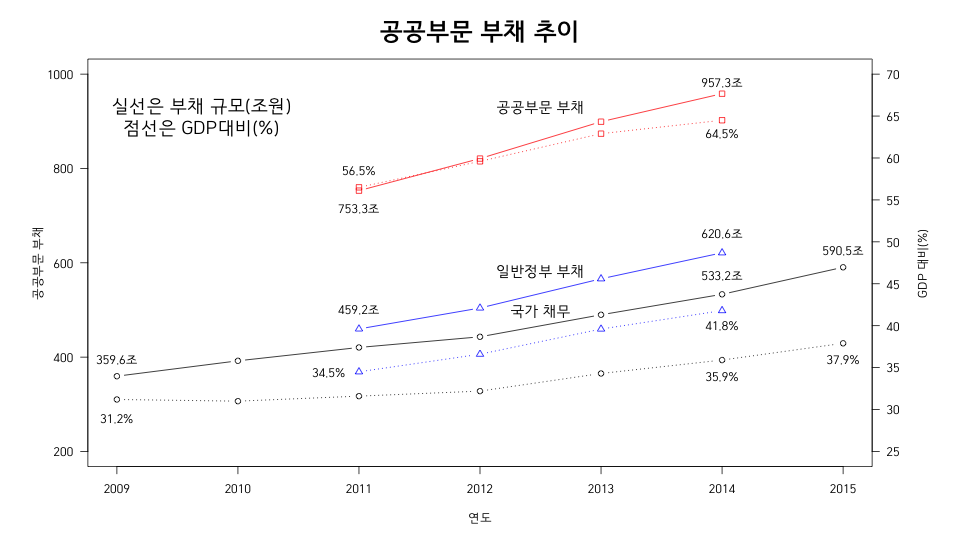 공공부문 부채 추이
실선은 부채 규모(조원)
점선은 GDP대비(%)
공공부문 부채
일반정부 부채
국가 채무
957.3조
64.5%
56.5%
753.3조
620.6조
590.5조
533.2조
459.2조
41.8%
359.6조
34.5%
35.9%
37.9%
31.2%
1000
800
600
400
200
공공부문 부채
70
65
60
55
50
45
40
35
30
25
GDP 대비(%)
2009 2010 2011 2012 2013 2014 2015
연도